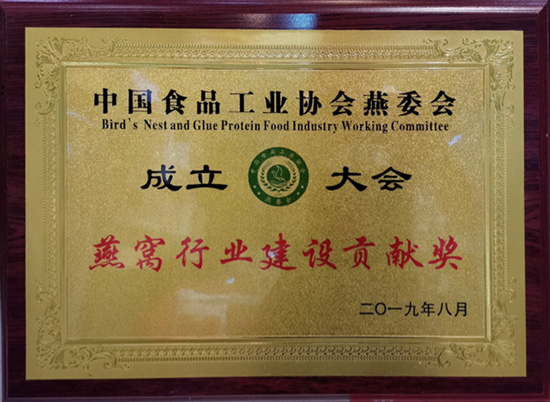 中国食品工业协会燕委会
Bird's Nest and Glue Protein Food Industry Working Committee
成立 大会
燕窝行业建设贡献奖
二〇一九年八月